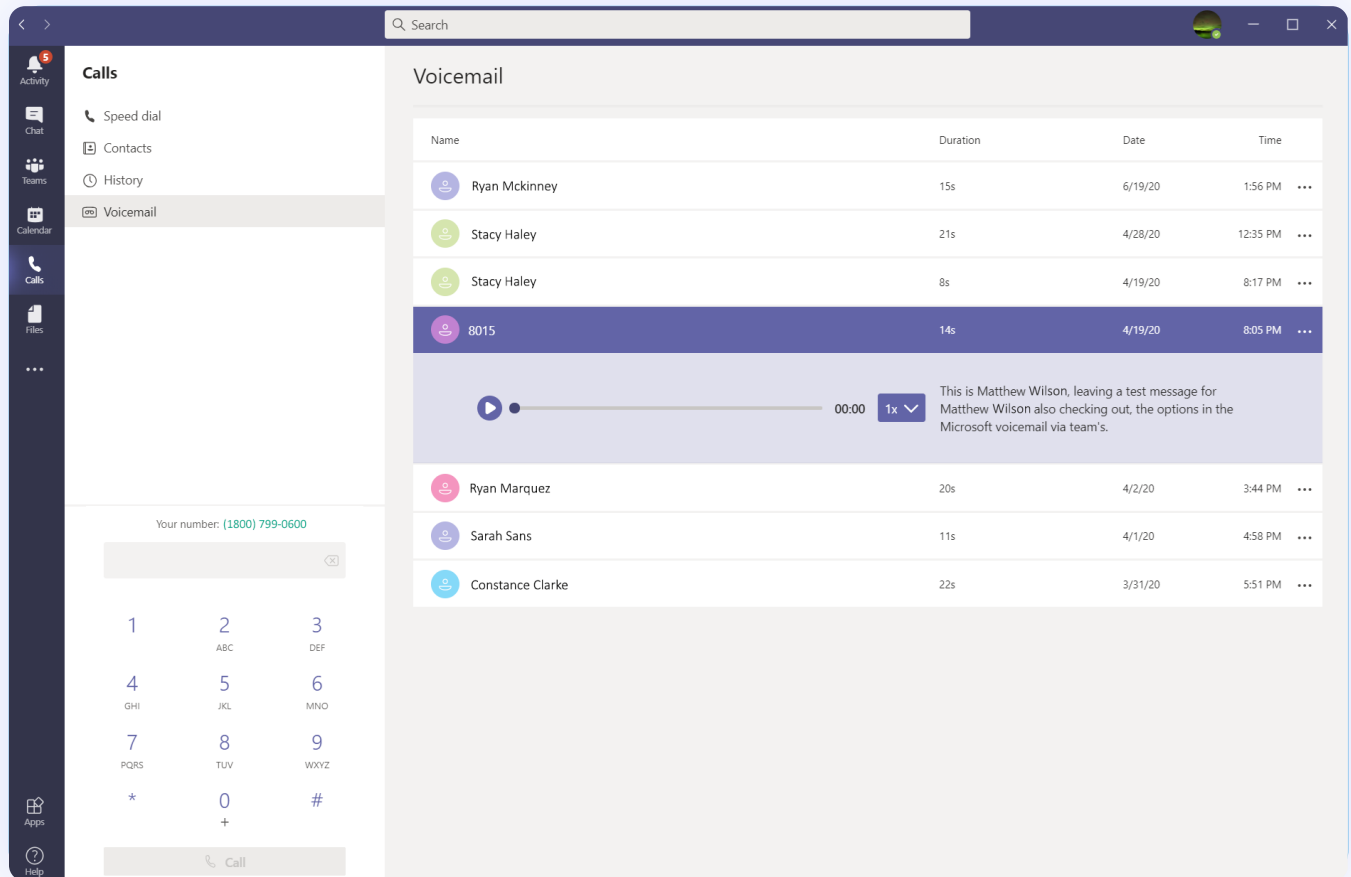 Search
5
Activity
Chat
Teams
Calendar
Calls
Files
Apps
Help
Calls
Speed dial
Contacts
History
Voicemail
Your number: (1800) 799-0600
1 2 3
ABC DEF
4 5 6
GHI JKL MNO
7 8 9
PQRS TUV WXYZ
* 0 #
+
Call
Voicemail
Name Duration Date Time
Ryan Mckinney 15s 6/19/20 1:56 PM
Stacy Haley 21s 4/28/20 12:35 PM
Stacy Haley 8s 4/19/20 8:17 PM
8015 14s 4/19/20 8:05 PM
00:00 1x
This is Matthew Wilson, leaving a test message for
Matthew Wilson also checking out, the options in the
Microsoft voicemail via team's.
Ryan Marquez 20s 4/2/20 3:44 PM
Sarah Sans 11s 4/1/20 4:58 PM
Constance Clarke 22s 3/31/20 5:51 PM